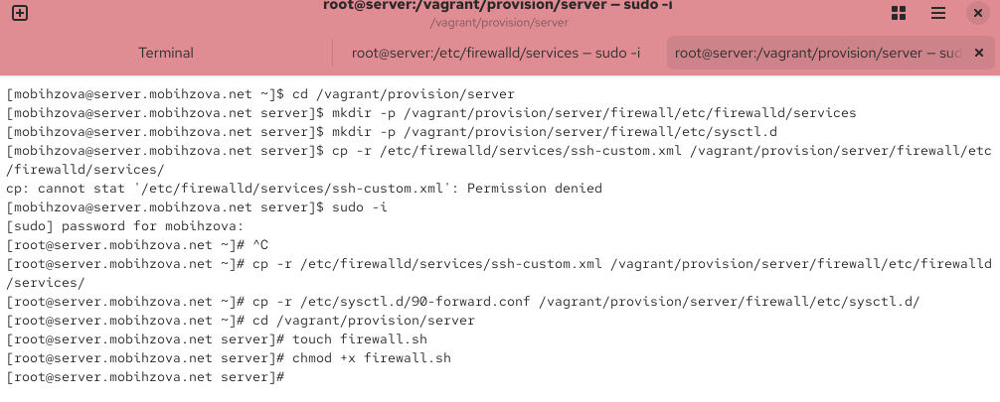 root@server:/vagrant/provision/server — sudo -i
/vagrant/provision/server
Terminal
root@server:/etc/firewalld/services — sudo -i
root@server:/vagrant/provision/server — sud
[mobihzova@server.mobihzova.net ~]$ cd /vagrant/provision/server
[mobihzova@server.mobihzova.net server]$ mkdir -p /vagrant/provision/server/firewall/etc/firewalld/services
[mobihzova@server.mobihzova.net server]$ mkdir -p /vagrant/provision/server/firewall/etc/sysctl.d
[mobihzova@server.mobihzova.net server]$ cp -r /etc/firewalld/services/ssh-custom.xml /vagrant/provision/server/firewall/etc
/firewalld/services/
cp: cannot stat '/etc/firewalld/services/ssh-custom.xml': Permission denied
[mobihzova@server.mobihzova.net server]$ sudo -i
[sudo] password for mobihzova:
[root@server.mobihzova.net ~]# ^C
[root@server.mobihzova.net ~]# cp -r /etc/firewalld/services/ssh-custom.xml /vagrant/provision/server/firewall/etc/firewalld
/services/
[root@server.mobihzova.net ~]# cp -r /etc/sysctl.d/90-forward.conf /vagrant/provision/server/firewall/etc/sysctl.d/
[root@server.mobihzova.net ~]# cd /vagrant/provision/server
[root@server.mobihzova.net server]# touch firewall.sh
[root@server.mobihzova.net server]# chmod +x firewall.sh
[root@server.mobihzova.net server]#